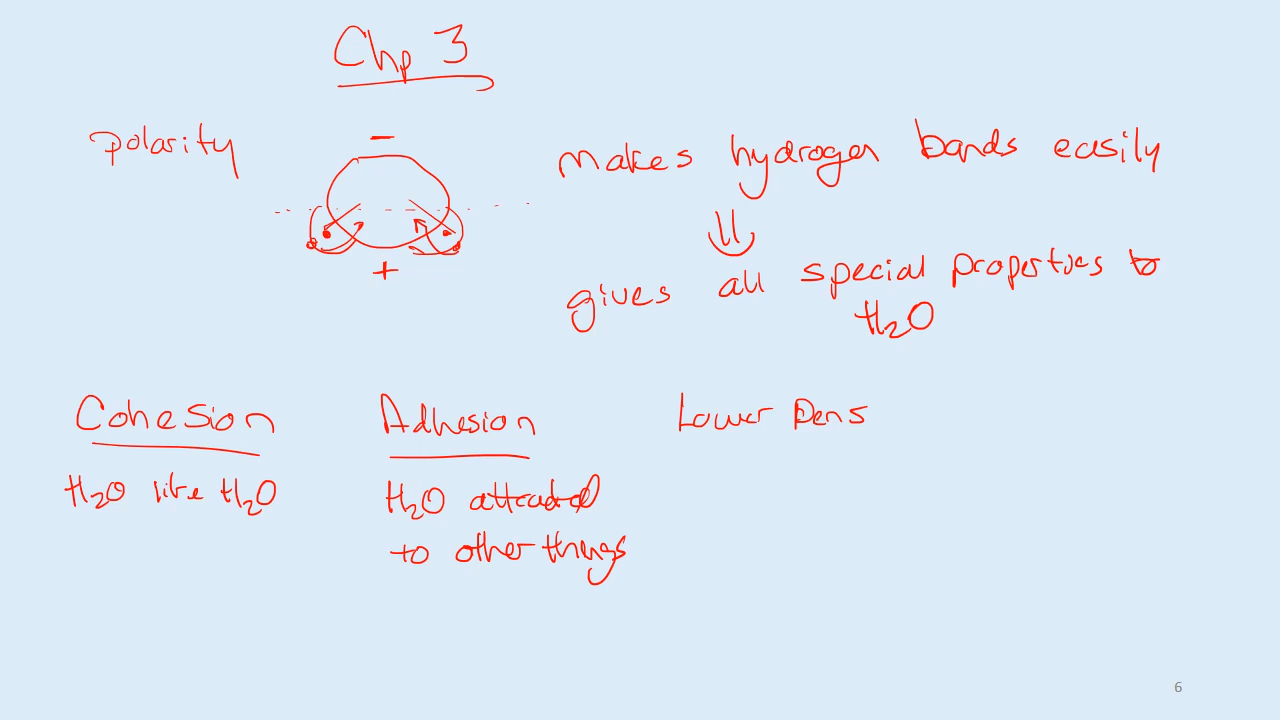 Chp 3
polarity
−
+
makes hydrogen bonds easily
gives all special properties to
H₂O
Cohesion
H₂O like H₂O
Adhesion
H₂O attracted
to other things
Lower Dens
6